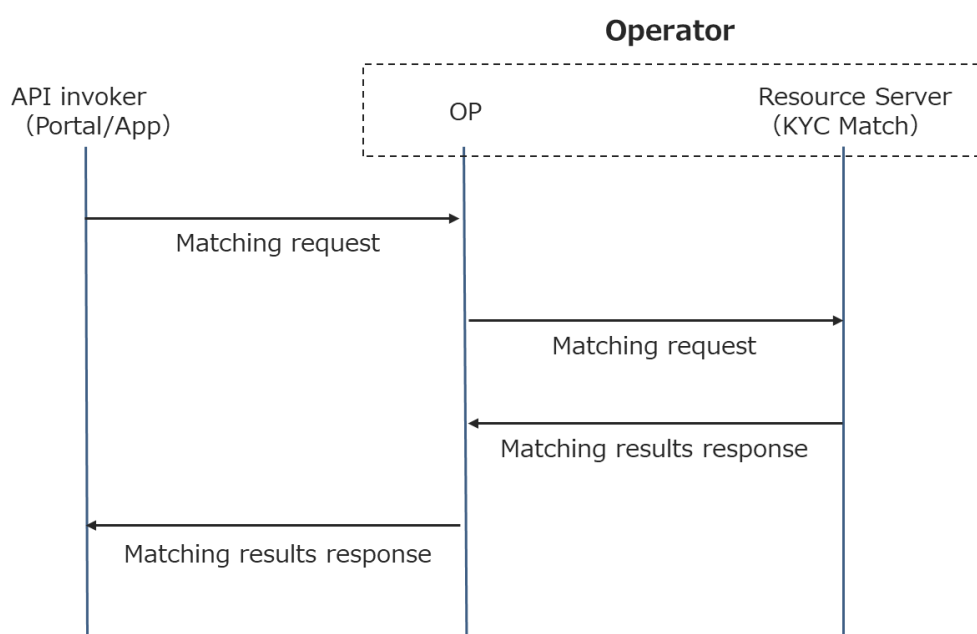 Operator
API invoker
（Portal/App）
OP
Resource Server
（KYC Match）
Matching request
Matching request
Matching results response
Matching results response